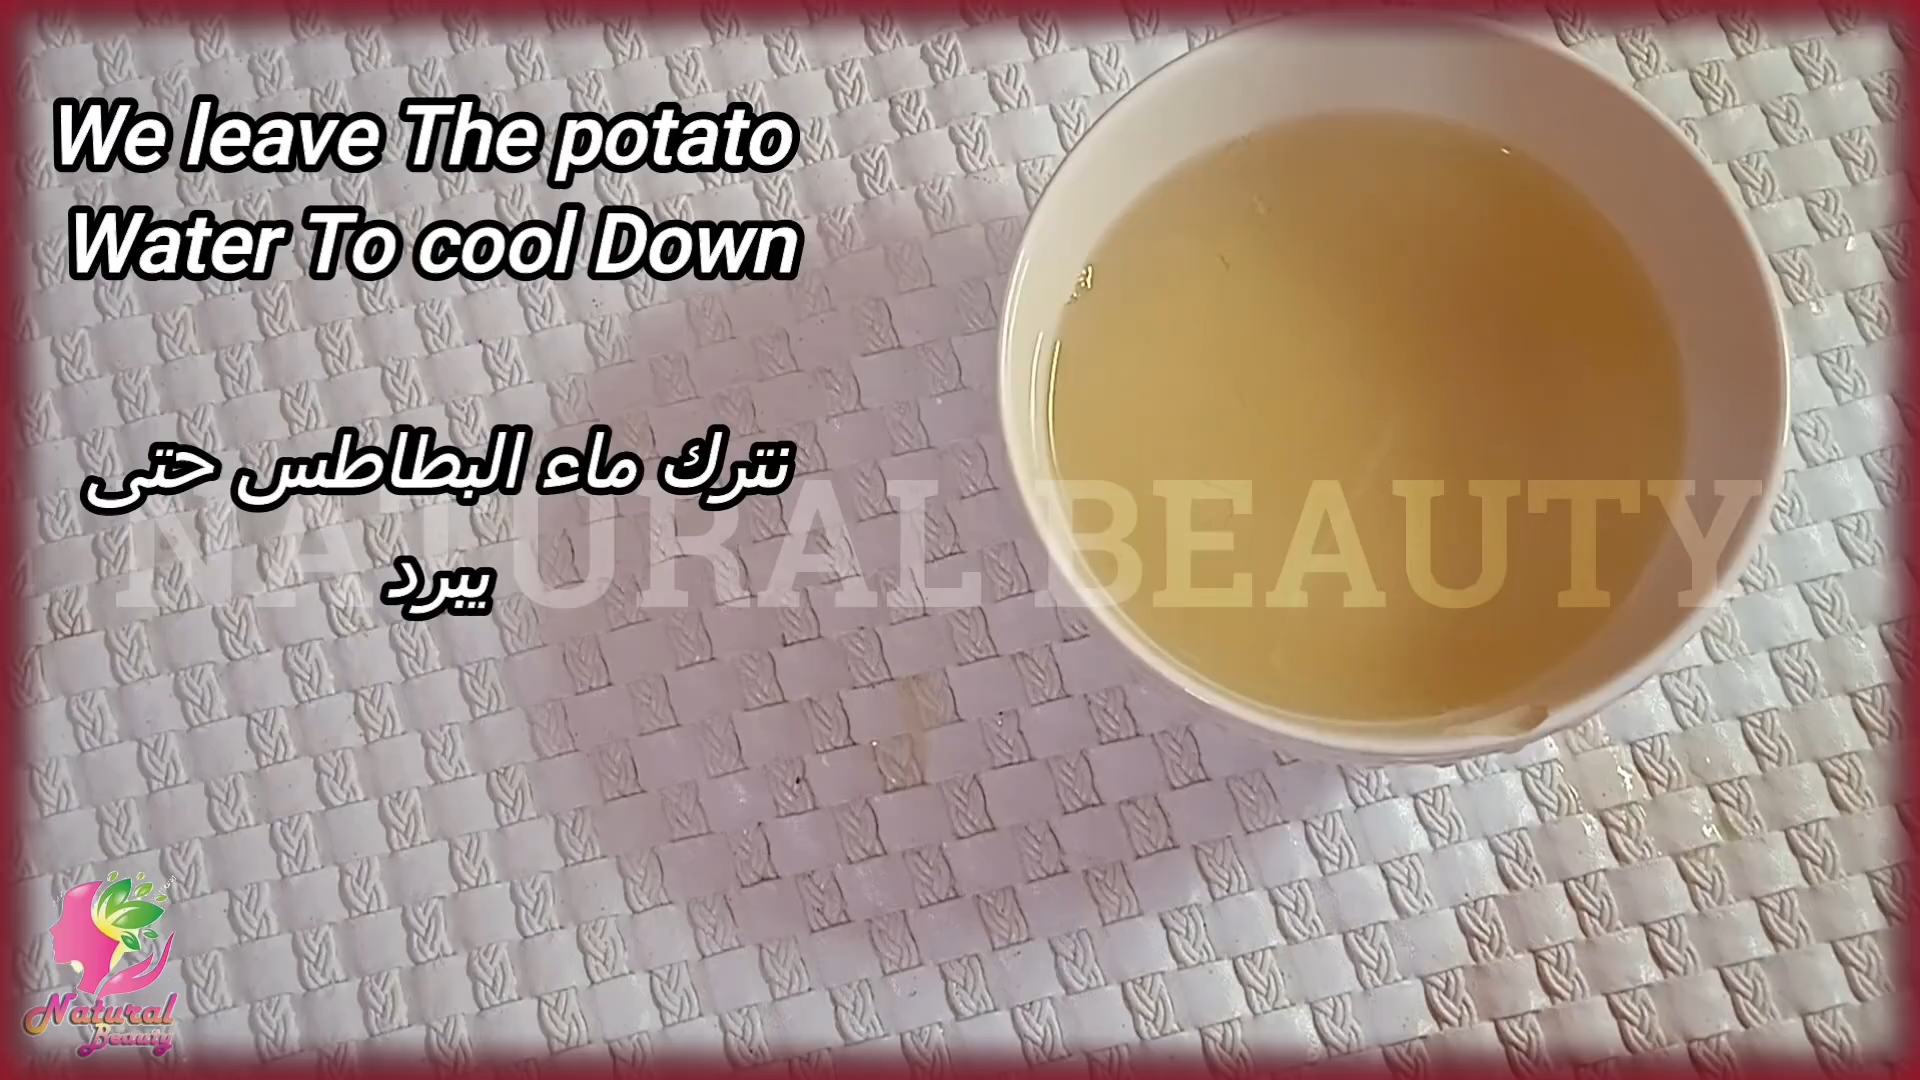 We leave The potato
Water To cool Down
نترك ماء البطاطس حتى
يبرد
NATURAL BEAUTY
Natural
Beauty